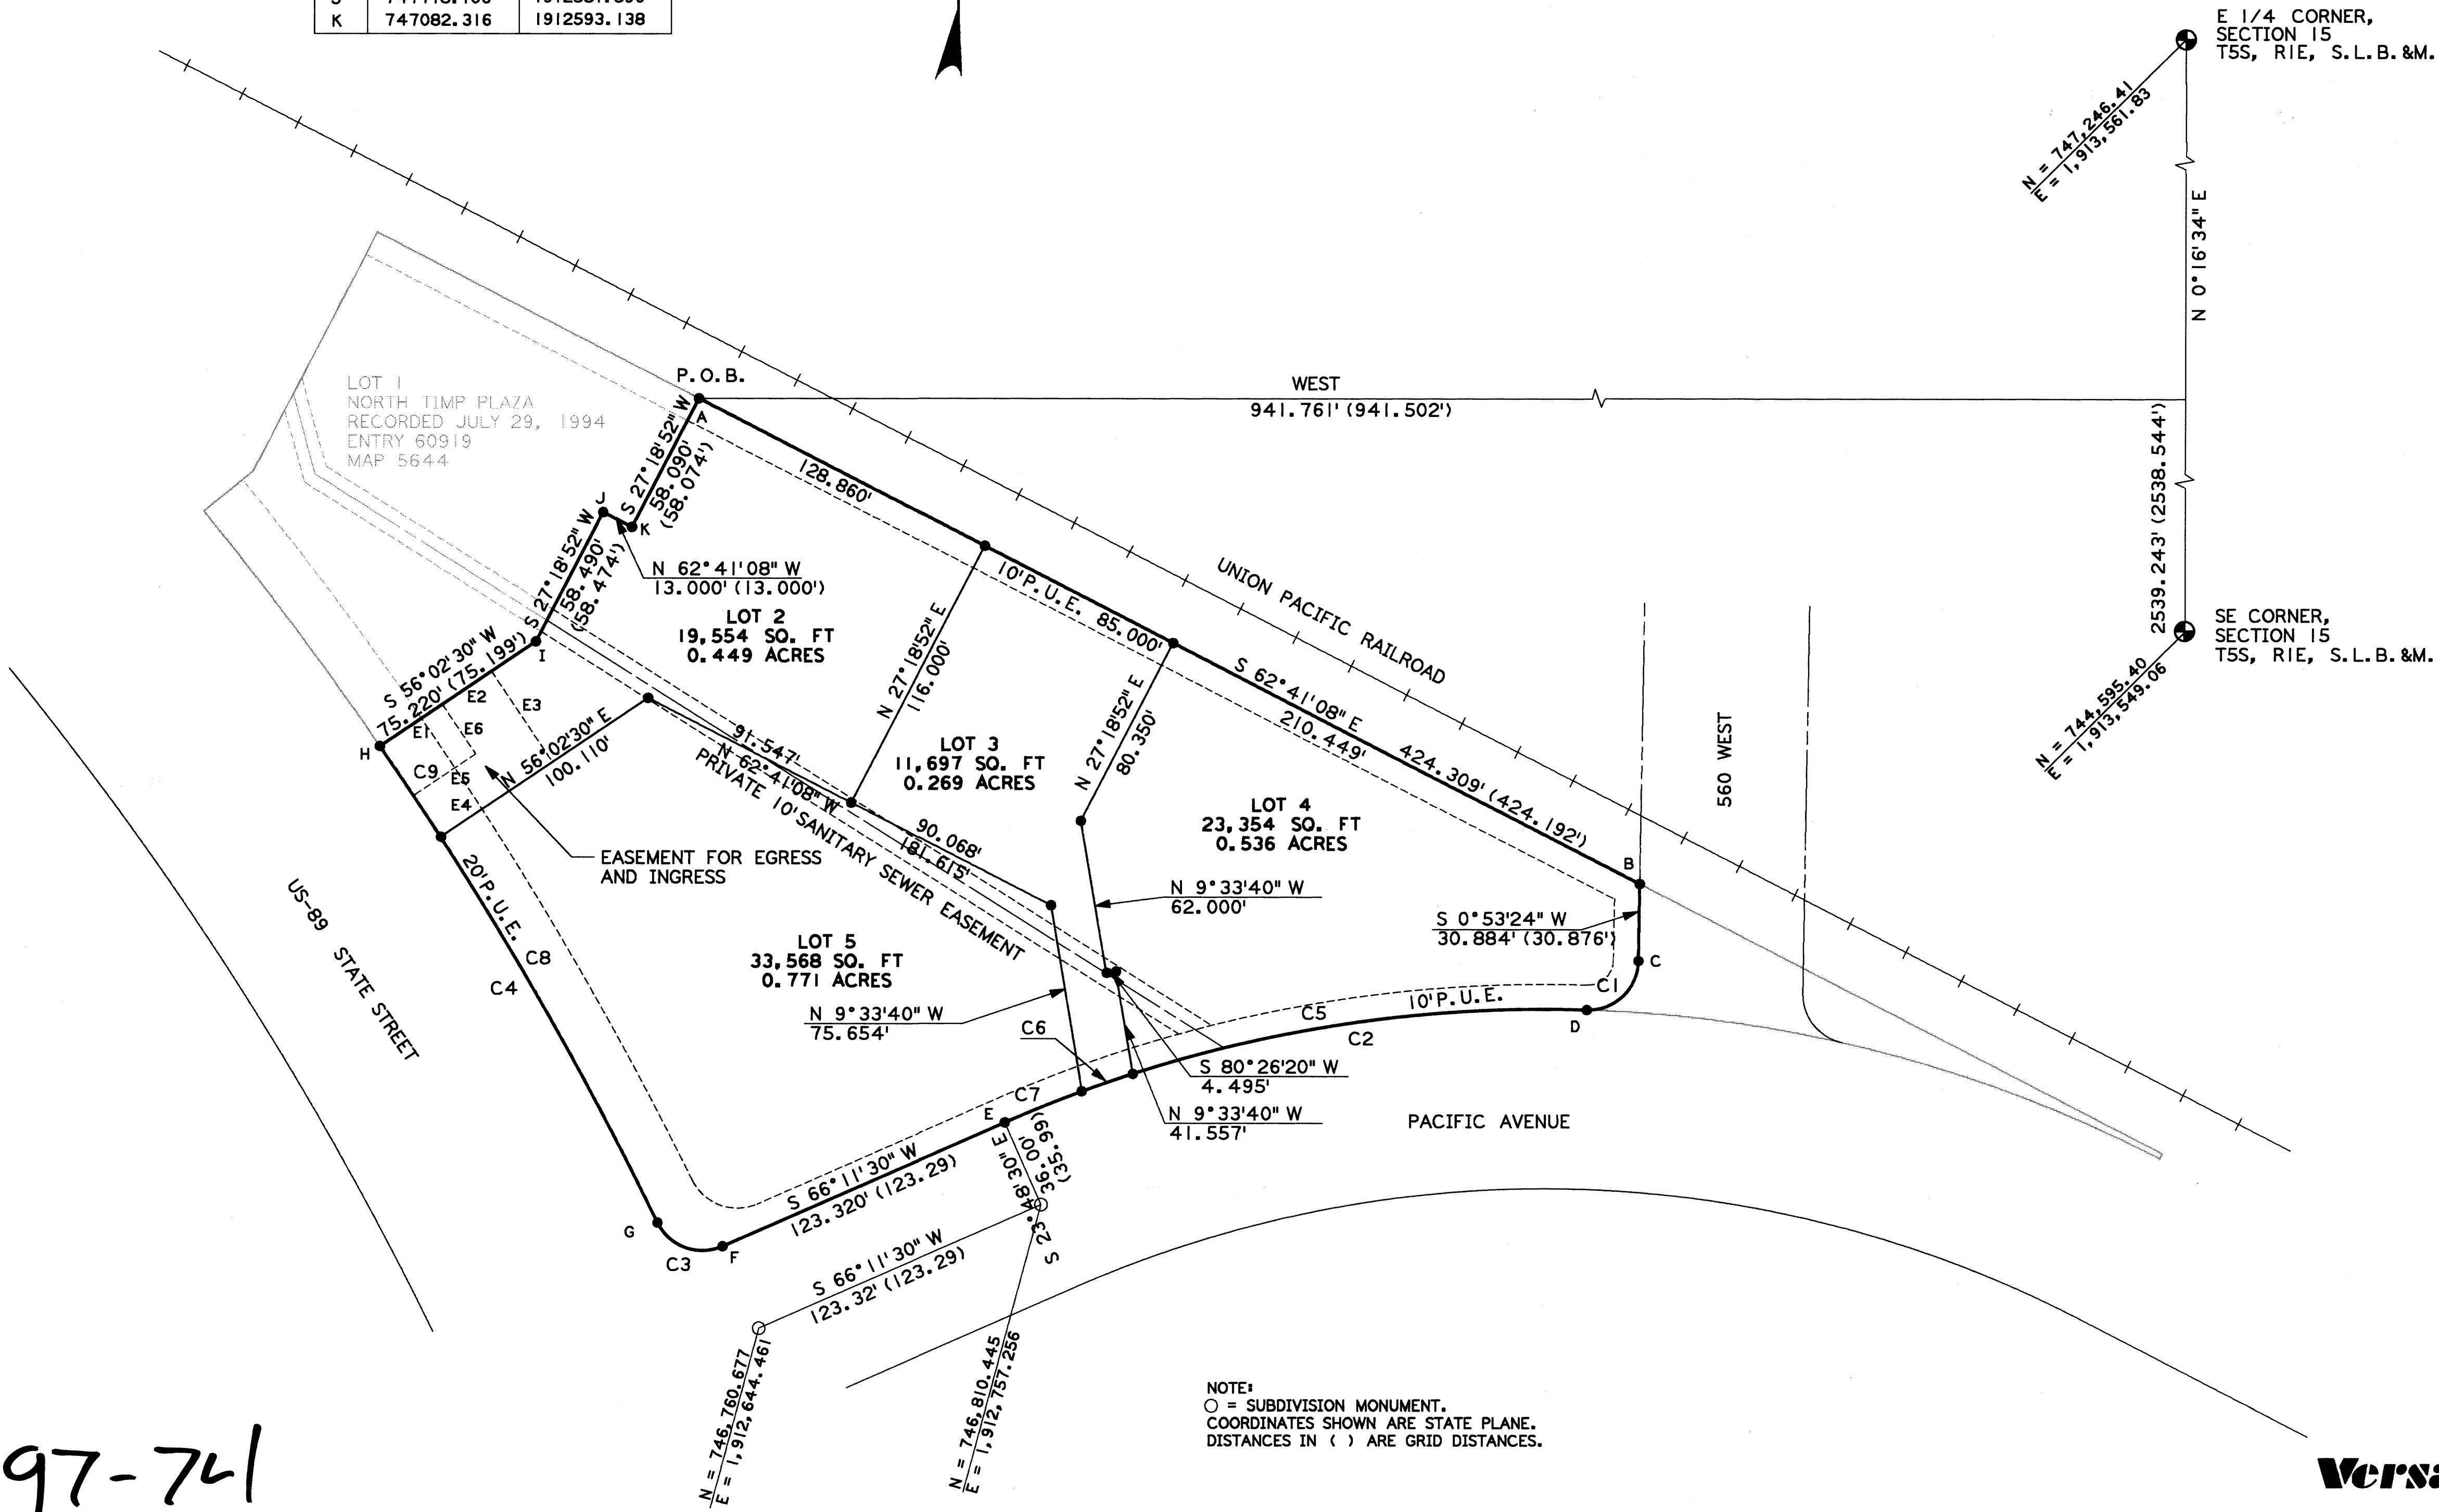 K 747082.316 1912593.138
E 1/4 CORNER,
SECTION 15
T5S, R1E, S.L.B.&M.
N = 747,246.41
E = 1,913,561.83
N 0°16'34" E
P.O.B.
WEST
941.761' (941.502')
2539.243' (2538.544')
SE CORNER,
SECTION 15
T5S, R1E, S.L.B.&M.
N = 744,595.40
E = 1,913,549.06
LOT 1
NORTH TIMP PLAZA
RECORDED JULY 29, 1994
ENTRY 60919
MAP 5644
A
S 27°18'52" W
58.090'
(58.074')
J
K
N 62°41'08" W
13.000' (13.000')
S 27°18'52" W
58.490'
(58.474')
I
S 56°02'30" W
75.220' (75.199')
H
128.860'
10' P.U.E.
85.000'
UNION PACIFIC RAILROAD
S 62°41'08" E
424.309' (424.192')
210.449'
LOT 2
19,554 SQ. FT
0.449 ACRES
N 27°18'52" E
116.000'
LOT 3
11,697 SQ. FT
0.269 ACRES
N 27°18'52" E
80.350'
LOT 4
23,354 SQ. FT
0.536 ACRES
560 WEST
B
E1
E2
E3
E6
C9
E5
E4
N 56°02'30" E
100.110'
91.547'
N 62°41'08" W
PRIVATE 10' SANITARY SEWER EASEMENT
90.068'
181.615'
EASEMENT FOR EGRESS
AND INGRESS
N 9°33'40" W
62.000'
S 0°53'24" W
30.884' (30.876')
C
C1
D
20' P.U.E.
C8
C4
US-89 STATE STREET
LOT 5
33,568 SQ. FT
0.771 ACRES
N 9°33'40" W
75.654'
C6
C5
10' P.U.E.
C2
S 80°26'20" W
4.495'
N 9°33'40" W
41.557'
PACIFIC AVENUE
C7
E
S 23°48'30" E
36.00'
(35.99)
S 66°11'30" W
123.320' (123.29)
G
C3
F
S 66°11'30" W
123.32' (123.29)
N = 746,760.677
E = 1,912,644.461
N = 746,810.445
E = 1,912,757.256
NOTE:
○ = SUBDIVISION MONUMENT.
COORDINATES SHOWN ARE STATE PLANE.
DISTANCES IN ( ) ARE GRID DISTANCES.
97-74